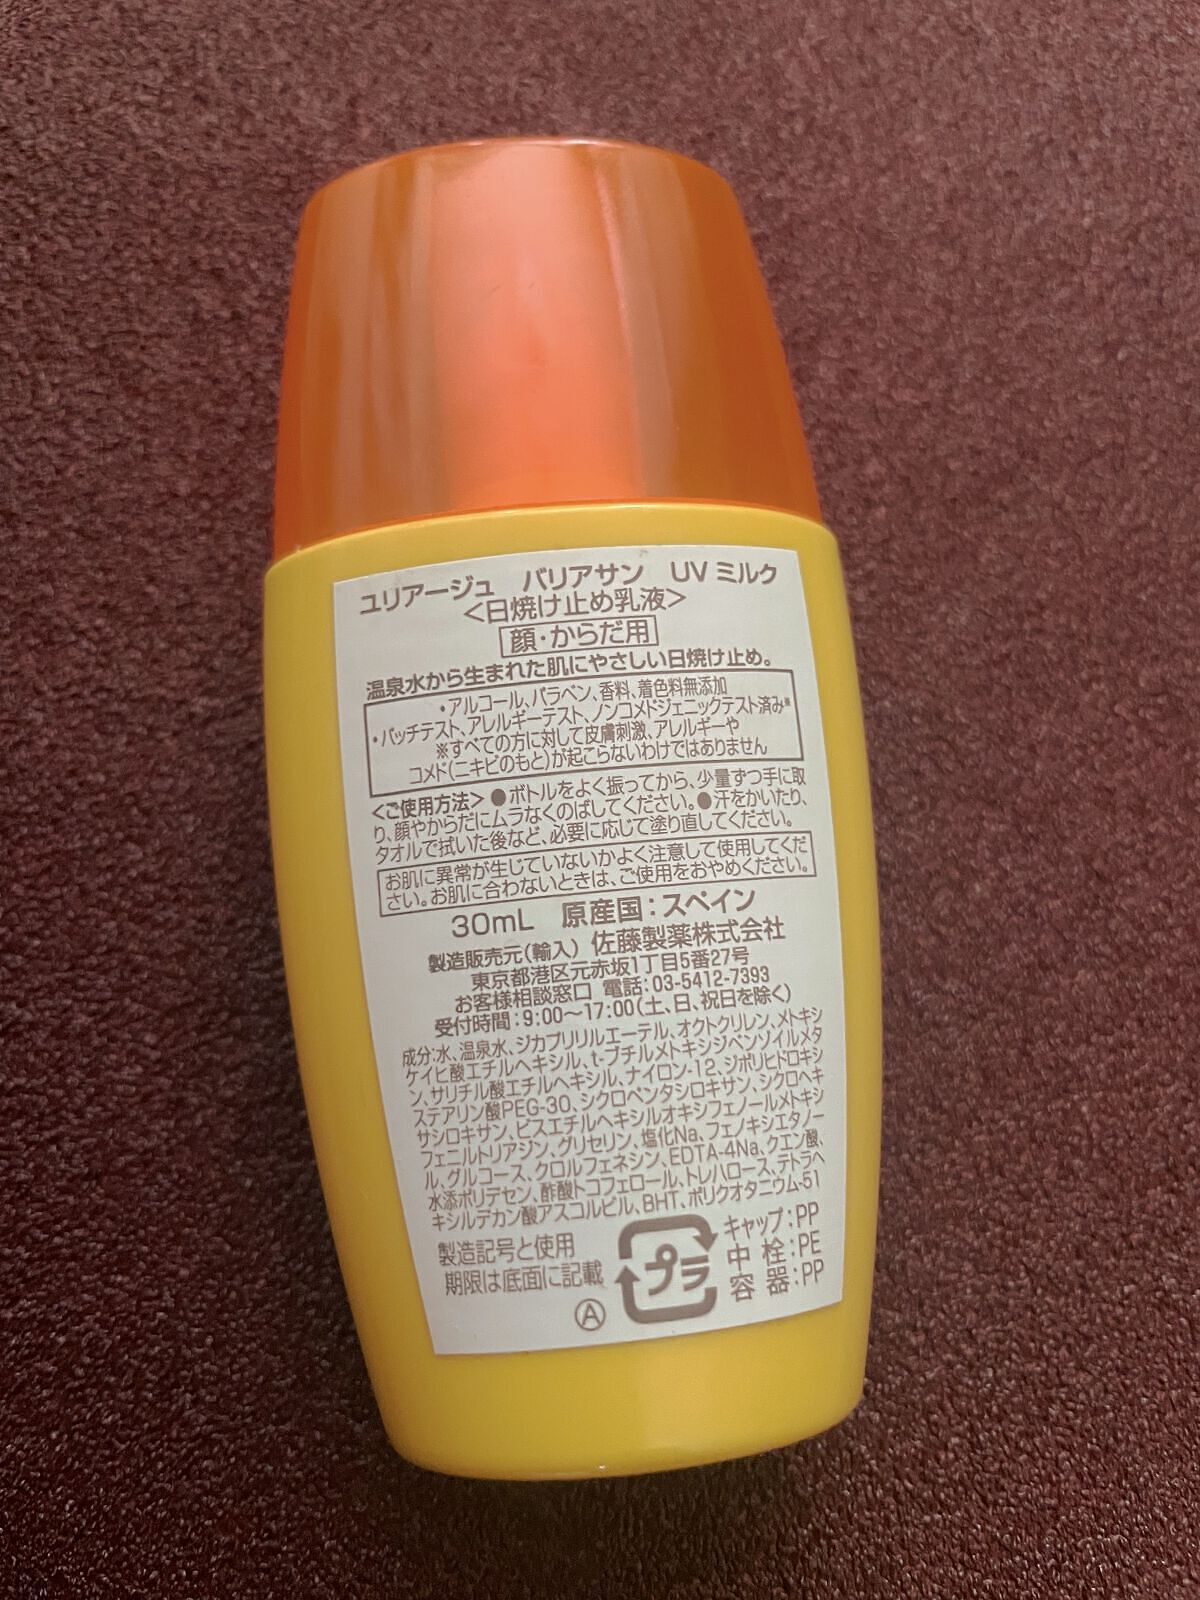 ユリアージュ　バリアサン　UV ミルク
＜日焼け止め乳液＞
顔・からだ用
温泉水から生まれた肌にやさしい日焼け止め。
・アルコール、パラベン、香料、着色料無添加
・パッチテスト、アレルギーテスト、ノンコメドジェニックテスト済み※
※すべての方に対して皮膚刺激、アレルギーや
コメド(ニキビのもと)が起こらないわけではありません
＜ご使用方法＞ ●ボトルをよく振ってから、少量ずつ手に取
り、顔やからだにムラなくのばしてください。●汗をかいたり、
タオルで拭いた後など、必要に応じて塗り直してください。
お肌に異常が生じていないかよく注意して使用してくだ
さい。お肌に合わないときは、ご使用をおやめください。
30mL　原産国：スペイン
製造販売元(輸入) 佐藤製薬株式会社
東京都港区元赤坂1丁目5番27号
お客様相談窓口 電話：03-5412-7393
受付時間：9:00〜17:00(土、日、祝日を除く)
成分：水、温泉水、ジカプリリルエーテル、オクトクリレン、メトキシ
ケイヒ酸エチルヘキシル、t-ブチルメトキシジベンゾイルメタ
ン、サリチル酸エチルヘキシル、ナイロン-12、ジポリヒドロキシ
ステアリン酸PEG-30、シクロペンタシロキサン、シクロヘキ
サシロキサン、ビスエチルヘキシルオキシフェノールメトキシ
フェニルトリアジン、グリセリン、塩化Na、フェノキシエタノー
ル、グルコース、クロルフェネシン、EDTA-4Na、クエン酸、
水添ポリデセン、酢酸トコフェロール、トレハロース、テトラヘ
キシルデカン酸アスコルビル、BHT、ポリクオタニウム-51
製造記号と使用
期限は底面に記載
Ⓐ
プラ
キャップ：PP
中　栓：PE
容　器：PP